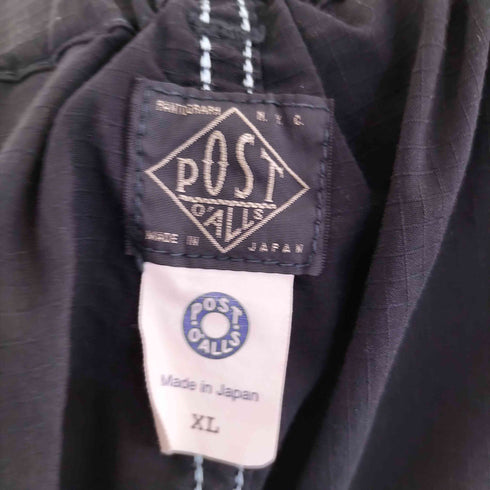 N. Y. C.
POST
O'ALLS
MADE IN JAPAN
POST
O'ALLS
Made in Japan
XL